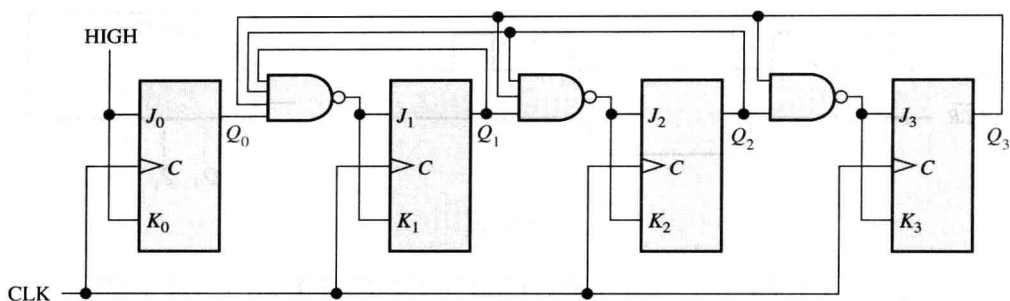 HIGH
J₀ Q₀ J₁ Q₁ J₂ Q₂ J₃ Q₃
C C C C
K₀ K₁ K₂ K₃
CLK